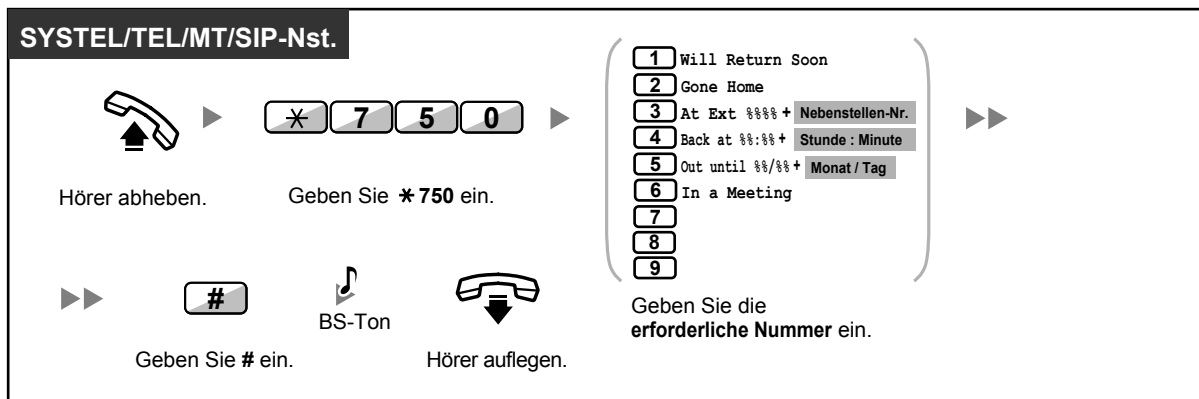 SYSTEL/TEL/MT/SIP-Nst.
Hörer abheben.
* 7 5 0
Geben Sie *750 ein.
1 Will Return Soon
2 Gone Home
3 At Ext %%%% + Nebenstellen-Nr.
4 Back at %%:%% + Stunde : Minute
5 Out until %%/%% + Monat / Tag
6 In a Meeting
7
8
9
Geben Sie die
erforderliche Nummer ein.
#
Geben Sie # ein.
BS-Ton
Hörer auflegen.